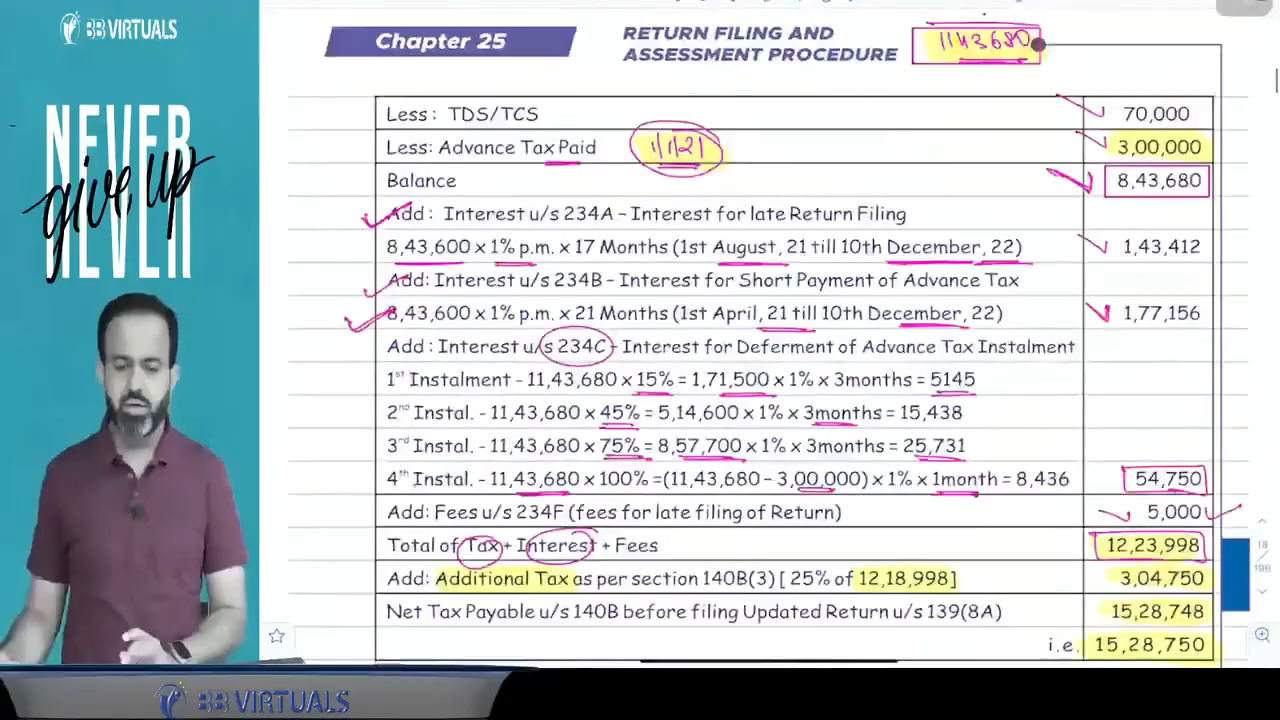 BB VIRTUALS
NEVER
give up
NEVER
Chapter 25
RETURN FILING AND
ASSESSMENT PROCEDURE
1143680
Less : TDS/TCS 70,000
Less: Advance Tax Paid 1/1/21 3,00,000
Balance 8,43,680
Add : Interest u/s 234A – Interest for late Return Filing
8,43,600 x 1% p.m. x 17 Months (1st August, 21 till 10th December, 22) 1,43,412
Add: Interest u/s 234B – Interest for Short Payment of Advance Tax
8,43,600 x 1% p.m. x 21 Months (1st April, 21 till 10th December, 22) 1,77,156
Add : Interest u/s 234C – Interest for Deferment of Advance Tax Instalment
1st Instalment - 11,43,680 x 15% = 1,71,500 x 1% x 3months = 5145
2nd Instal. - 11,43,680 x 45% = 5,14,600 x 1% x 3months = 15,438
3rd Instal. - 11,43,680 x 75% = 8,57,700 x 1% x 3months = 25,731
4th Instal. - 11,43,680 x 100% =(11,43,680 – 3,00,000) x 1% x 1month = 8,436 54,750
Add: Fees u/s 234F (fees for late filing of Return) 5,000
Total of Tax + Interest + Fees 12,23,998
Add: Additional Tax as per section 140B(3) [ 25% of 12,18,998] 3,04,750
Net Tax Payable u/s 140B before filing Updated Return u/s 139(8A) 15,28,748
i.e. 15,28,750
18
196
BB VIRTUALS